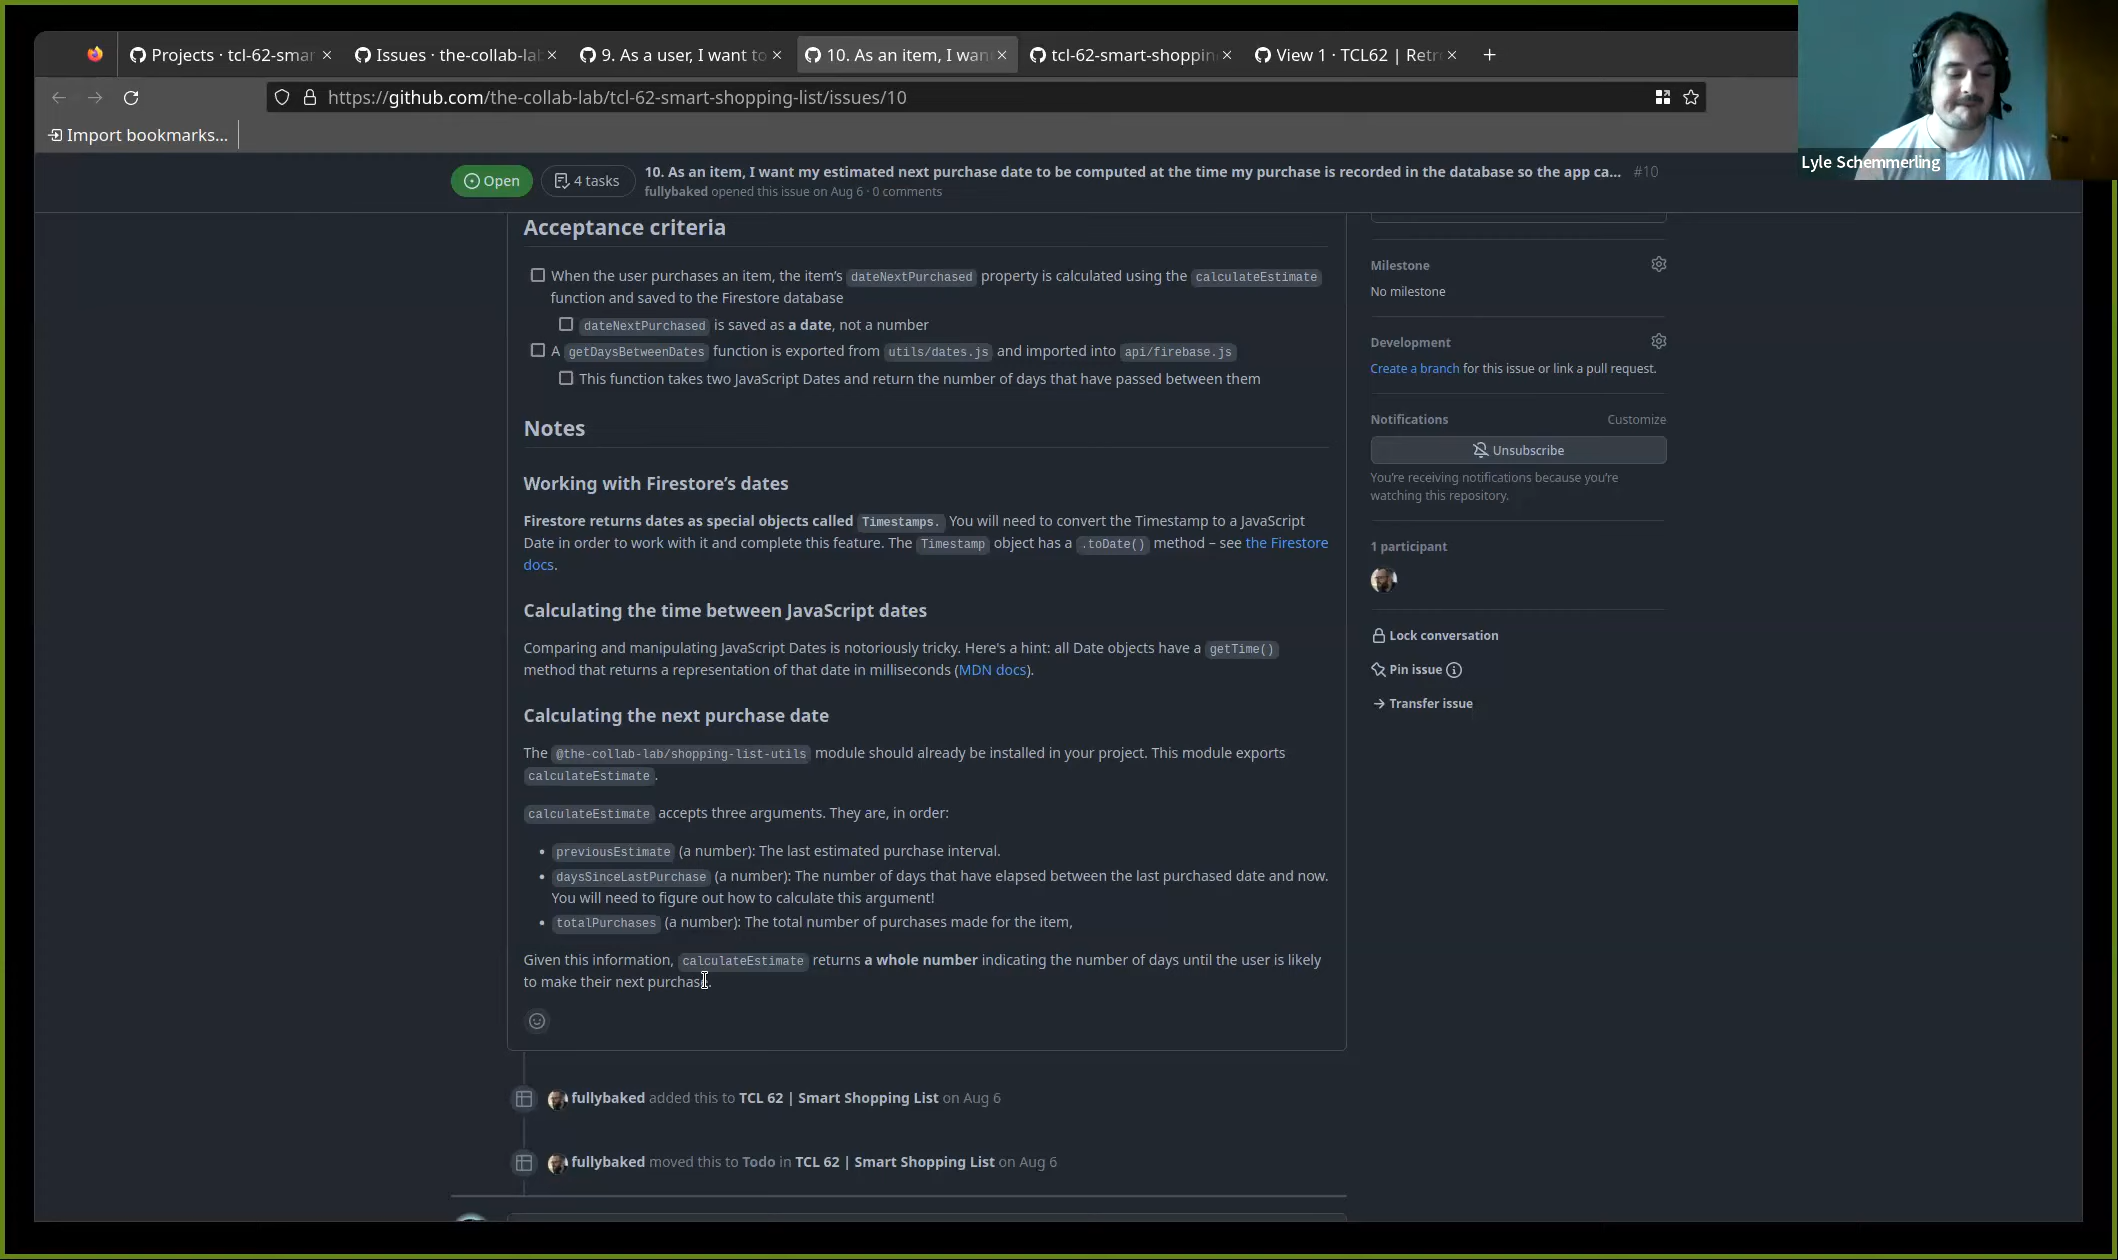 Projects · tcl-62-smar
Issues · the-collab-lab
9. As a user, I want to
10. As an item, I wan
tcl-62-smart-shoppin
View 1 · TCL62 | Retr
https://github.com/the-collab-lab/tcl-62-smart-shopping-list/issues/10
Import bookmarks...
Lyle Schemmerling
Open
4 tasks
10. As an item, I want my estimated next purchase date to be computed at the time my purchase is recorded in the database so the app ca... #10
fullybaked opened this issue on Aug 6 · 0 comments
Acceptance criteria
When the user purchases an item, the item's dateNextPurchased property is calculated using the calculateEstimate
function and saved to the Firestore database
dateNextPurchased is saved as a date, not a number
A getDaysBetweenDates function is exported from utils/dates.js and imported into api/firebase.js
This function takes two JavaScript Dates and return the number of days that have passed between them
Notes
Working with Firestore's dates
Firestore returns dates as special objects called Timestamps. You will need to convert the Timestamp to a JavaScript
Date in order to work with it and complete this feature. The Timestamp object has a .toDate() method – see the Firestore
docs.
Calculating the time between JavaScript dates
Comparing and manipulating JavaScript Dates is notoriously tricky. Here's a hint: all Date objects have a getTime()
method that returns a representation of that date in milliseconds (MDN docs).
Calculating the next purchase date
The @the-collab-lab/shopping-list-utils module should already be installed in your project. This module exports
calculateEstimate.
calculateEstimate accepts three arguments. They are, in order:
• previousEstimate (a number): The last estimated purchase interval.
• daysSinceLastPurchase (a number): The number of days that have elapsed between the last purchased date and now.
You will need to figure out how to calculate this argument!
• totalPurchases (a number): The total number of purchases made for the item,
Given this information, calculateEstimate returns a whole number indicating the number of days until the user is likely
to make their next purchase.
fullybaked added this to TCL 62 | Smart Shopping List on Aug 6
fullybaked moved this to Todo in TCL 62 | Smart Shopping List on Aug 6
Milestone
No milestone
Development
Create a branch for this issue or link a pull request.
Notifications
Customize
Unsubscribe
You're receiving notifications because you're
watching this repository.
1 participant
Lock conversation
Pin issue
Transfer issue